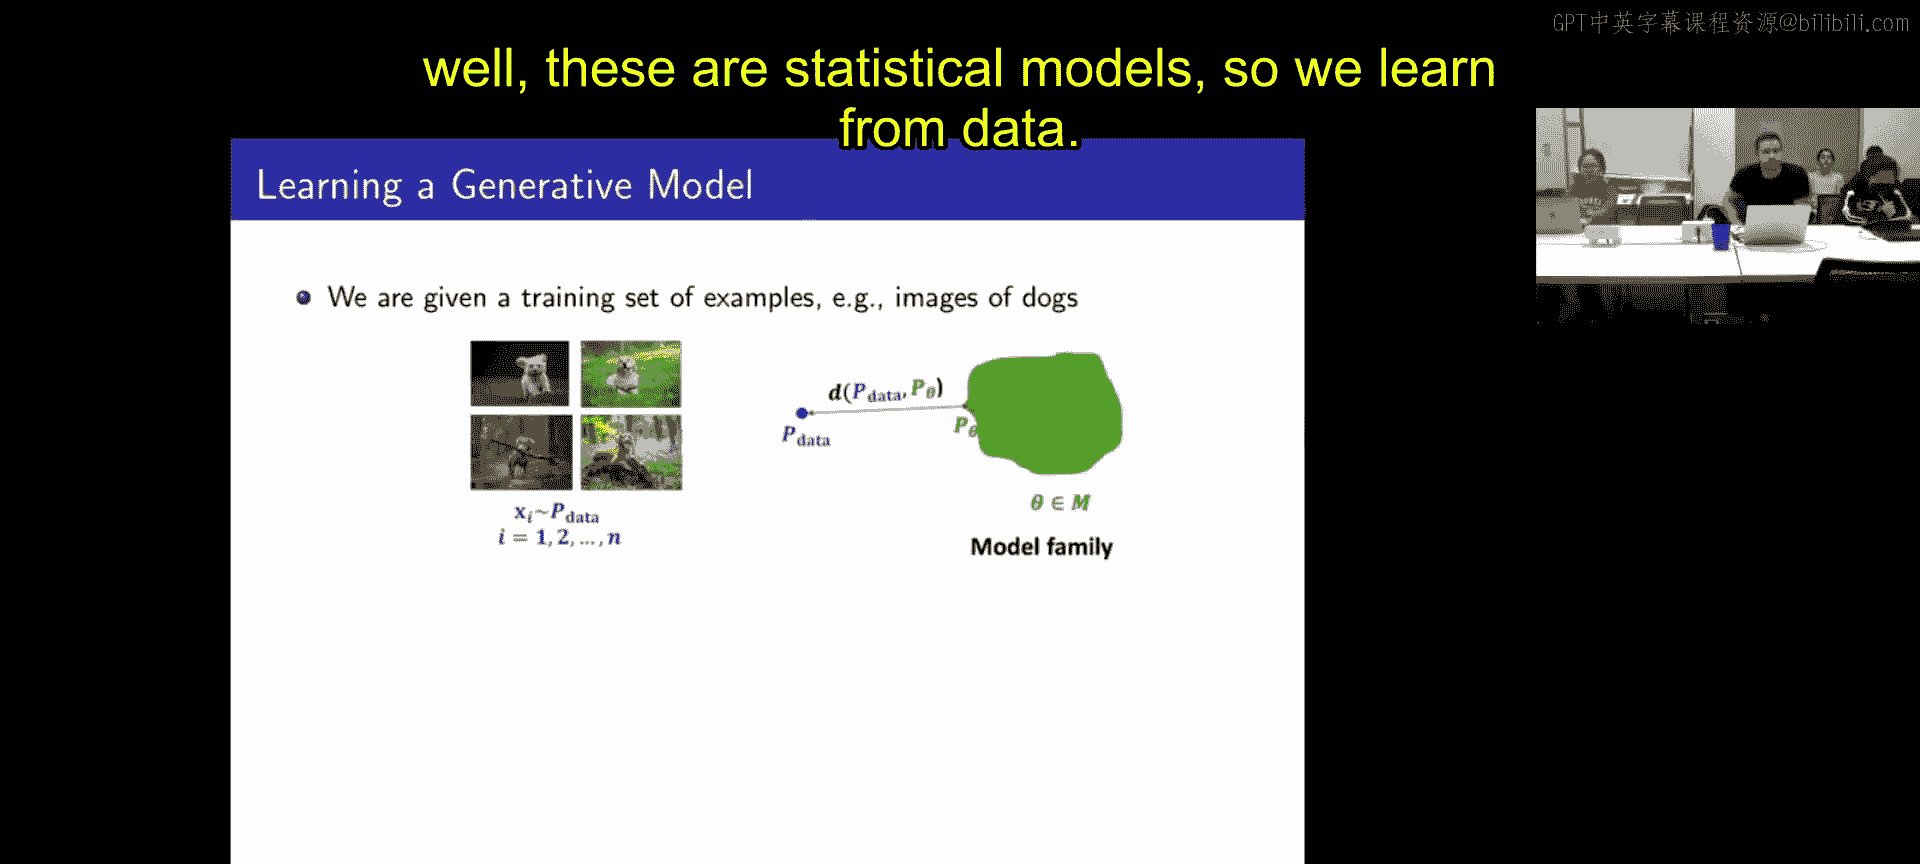 GPT中英字幕课程资源@bilibili.com
well, these are statistical models, so we learn
from data.
Learning a Generative Model
We are given a training set of examples, e.g., images of dogs
d(Pdata, Pθ)
Pdata
Pθ
xi~Pdata
i = 1, 2, ..., n
θ ∈ M
Model family